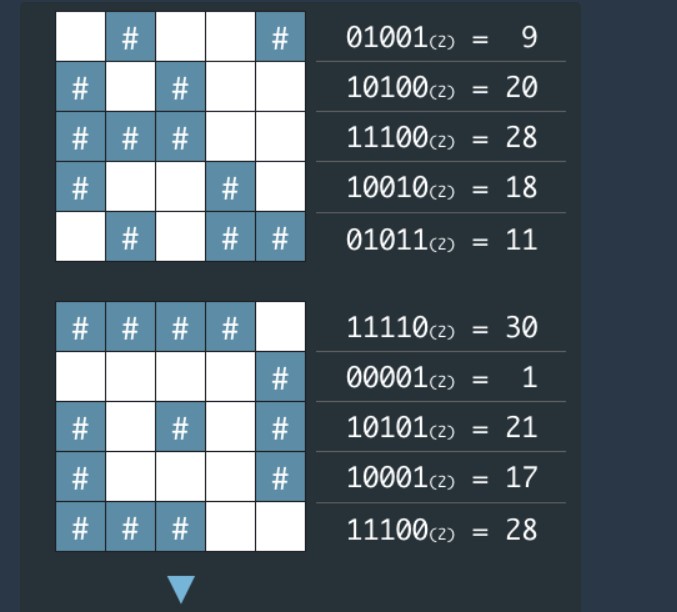 # # 01001(2) = 9
# # 10100(2) = 20
# # # 11100(2) = 28
# # 10010(2) = 18
# # # 01011(2) = 11
# # # # 11110(2) = 30
# 00001(2) = 1
# # # 10101(2) = 21
# # 10001(2) = 17
# # # 11100(2) = 28